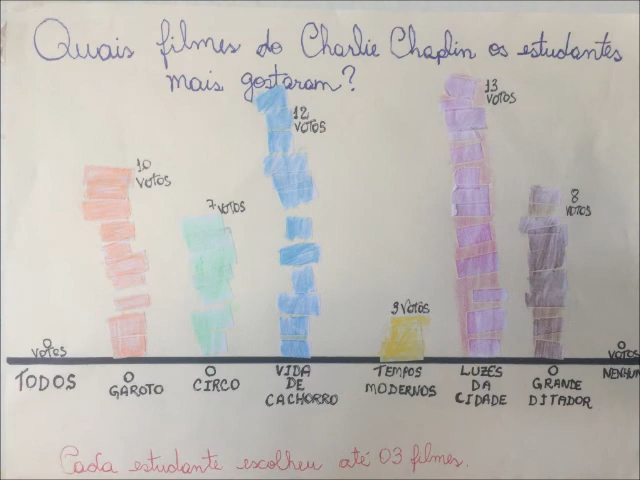 Quais filmes do Charlie Chaplin os estudantes
mais gostaram?
13
VOTOS
12
VOTOS
10
VOTOS
7 VOTOS
8
VOTOS
9 VOTOS
0
VOTOS
0
VOTOS
TODOS
O
GAROTO
O
CIRCO
VIDA
DE
CACHORRO
TEMPOS
MODERNOS
LUZES
DA
CIDADE
O
GRANDE
DITADOR
NENHUM
Cada estudante escolheu até 03 filmes.